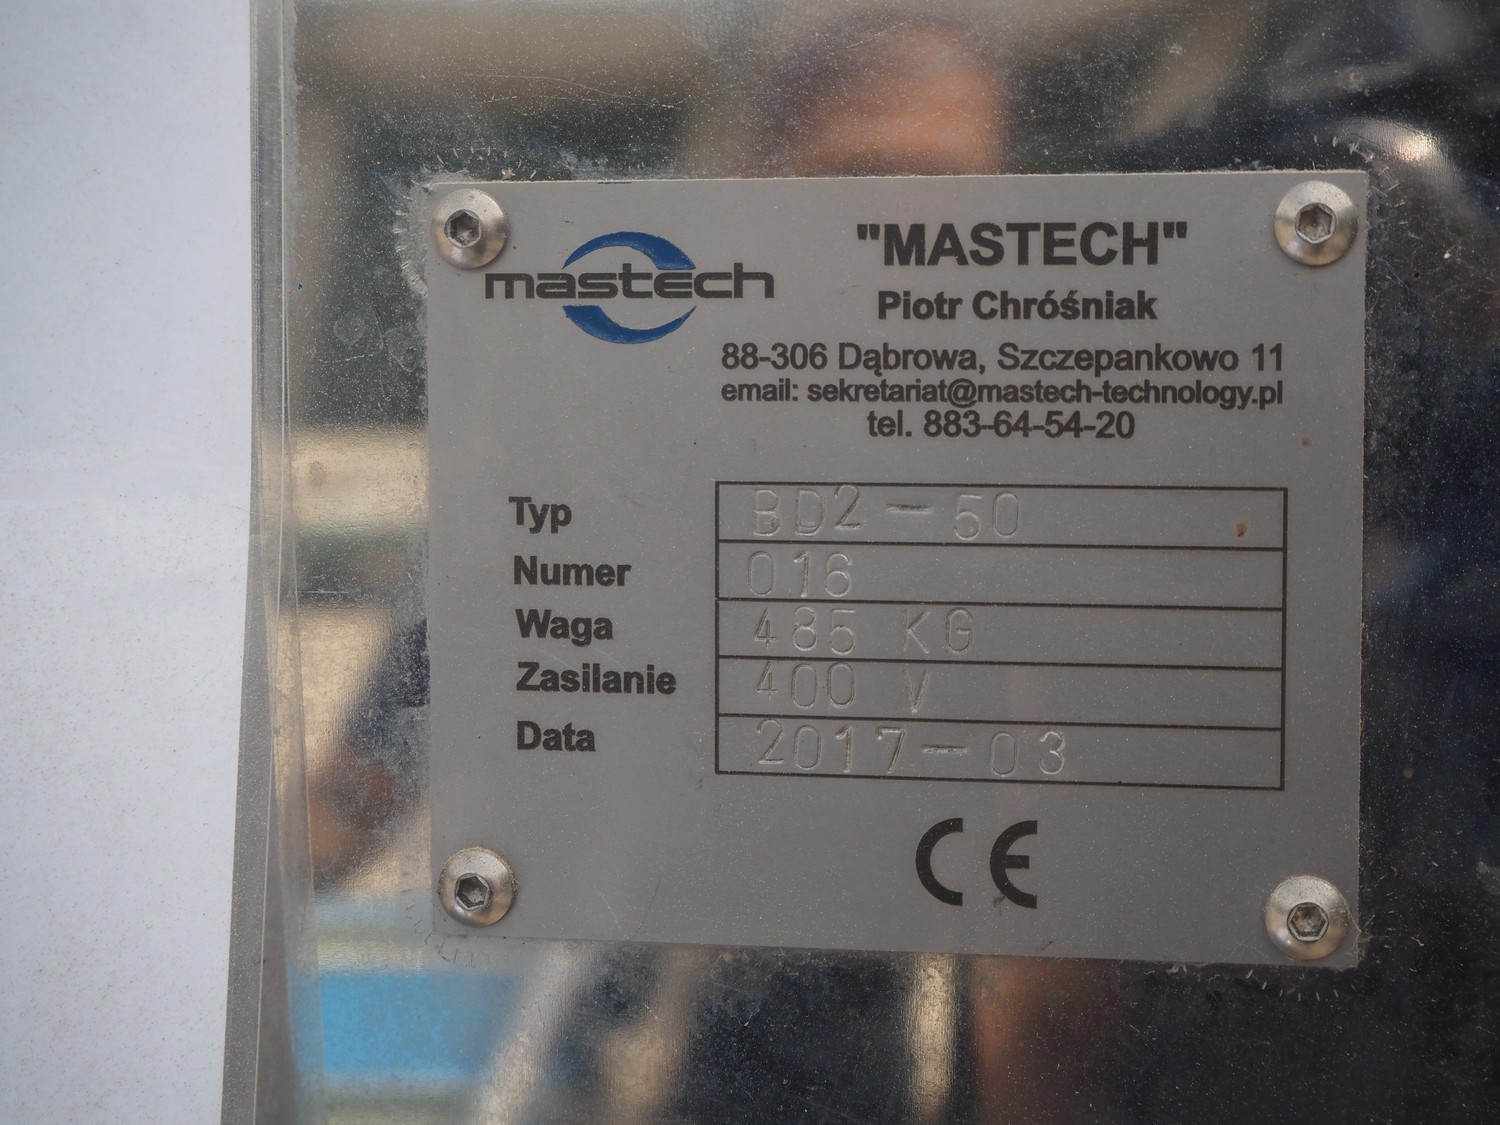 mastech
"MASTECH"
Piotr Chróśniak
88-306 Dąbrowa, Szczepankowo 11
email: sekretariat@mastech-technology.pl
tel. 883-64-54-20
Typ BD2-50
Numer 016
Waga 485 KG
Zasilanie 400 V
Data 2017-03
CE